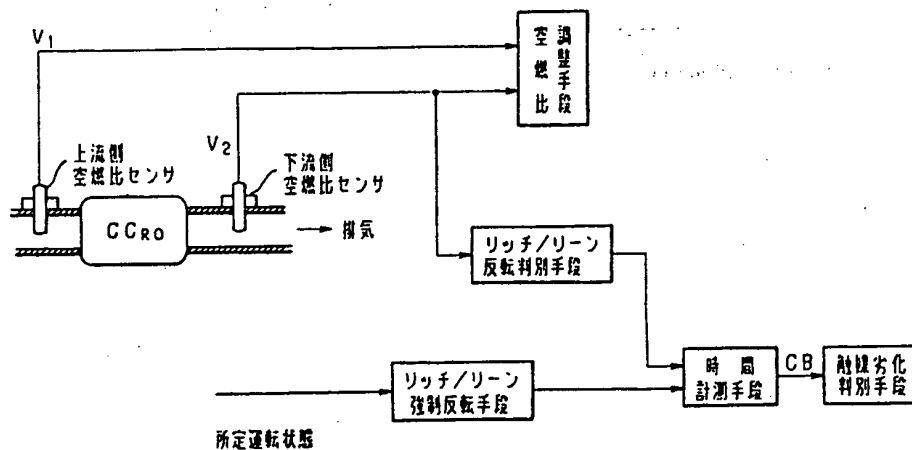 V1
空燃比
調整手段
V2
上流側
空燃比センサ
下流側
空燃比センサ
CCRO
排気
リッチ/リーン
反転判別手段
リッチ/リーン
強制反転手段
時間
計測手段
CB
触媒劣化
判別手段
所定運転状態